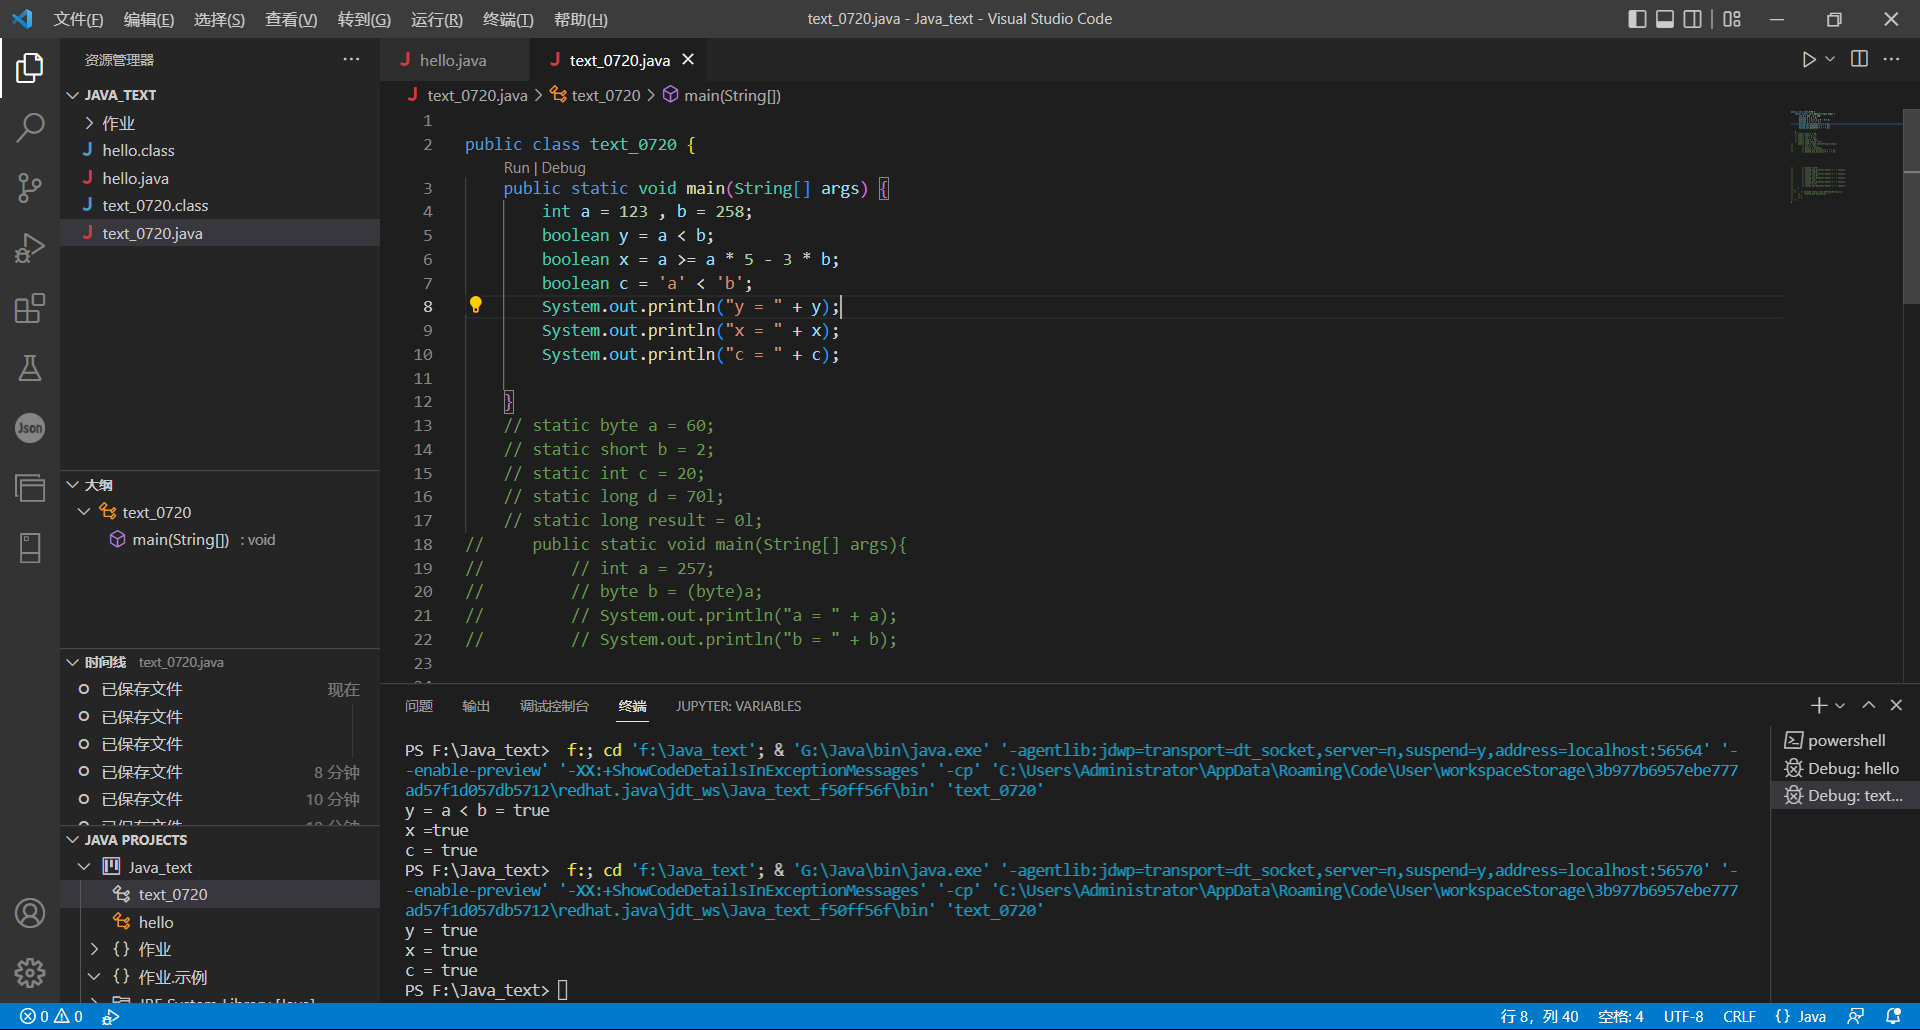 文件(F) 编辑(E) 选择(S) 查看(V) 转到(G) 运行(R) 终端(T) 帮助(H) text_0720.java - Java_text - Visual Studio Code
资源管理器
JAVA_TEXT
作业
hello.class
hello.java
text_0720.class
text_0720.java
大纲
text_0720
main(String[]) : void
时间线 text_0720.java
已保存文件 现在
已保存文件
已保存文件
已保存文件 8 分钟
已保存文件 10 分钟
已保存文件
JAVA PROJECTS
Java_text
text_0720
hello
{} 作业
{} 作业.示例
JRE System Library [Java]
Json
hello.java text_0720.java
text_0720.java > text_0720 > main(String[])
1
2 public class text_0720 {
Run | Debug
3 public static void main(String[] args) {
4 int a = 123 , b = 258;
5 boolean y = a < b;
6 boolean x = a >= a * 5 - 3 * b;
7 boolean c = 'a' < 'b';
8 System.out.println("y = " + y);
9 System.out.println("x = " + x);
10 System.out.println("c = " + c);
11
12 }
13 // static byte a = 60;
14 // static short b = 2;
15 // static int c = 20;
16 // static long d = 70l;
17 // static long result = 0l;
18 // public static void main(String[] args){
19 // // int a = 257;
20 // // byte b = (byte)a;
21 // // System.out.println("a = " + a);
22 // // System.out.println("b = " + b);
23
问题 输出 调试控制台 终端 JUPYTER: VARIABLES
PS F:\Java_text> f:; cd 'f:\Java_text'; & 'G:\Java\bin\java.exe' '-agentlib:jdwp=transport=dt_socket,server=n,suspend=y,address=localhost:56564' '-
-enable-preview' '-XX:+ShowCodeDetailsInExceptionMessages' '-cp' 'C:\Users\Administrator\AppData\Roaming\Code\User\workspaceStorage\3b977b6957ebe777
ad57f1d057db5712\redhat.java\jdt_ws\Java_text_f50ff56f\bin' 'text_0720'
y = a < b = true
x =true
c = true
PS F:\Java_text> f:; cd 'f:\Java_text'; & 'G:\Java\bin\java.exe' '-agentlib:jdwp=transport=dt_socket,server=n,suspend=y,address=localhost:56570' '-
-enable-preview' '-XX:+ShowCodeDetailsInExceptionMessages' '-cp' 'C:\Users\Administrator\AppData\Roaming\Code\User\workspaceStorage\3b977b6957ebe777
ad57f1d057db5712\redhat.java\jdt_ws\Java_text_f50ff56f\bin' 'text_0720'
y = true
x = true
c = true
PS F:\Java_text>
powershell
Debug: hello
Debug: text...
0 0 行 8，列 40 空格: 4 UTF-8 CRLF {} Java